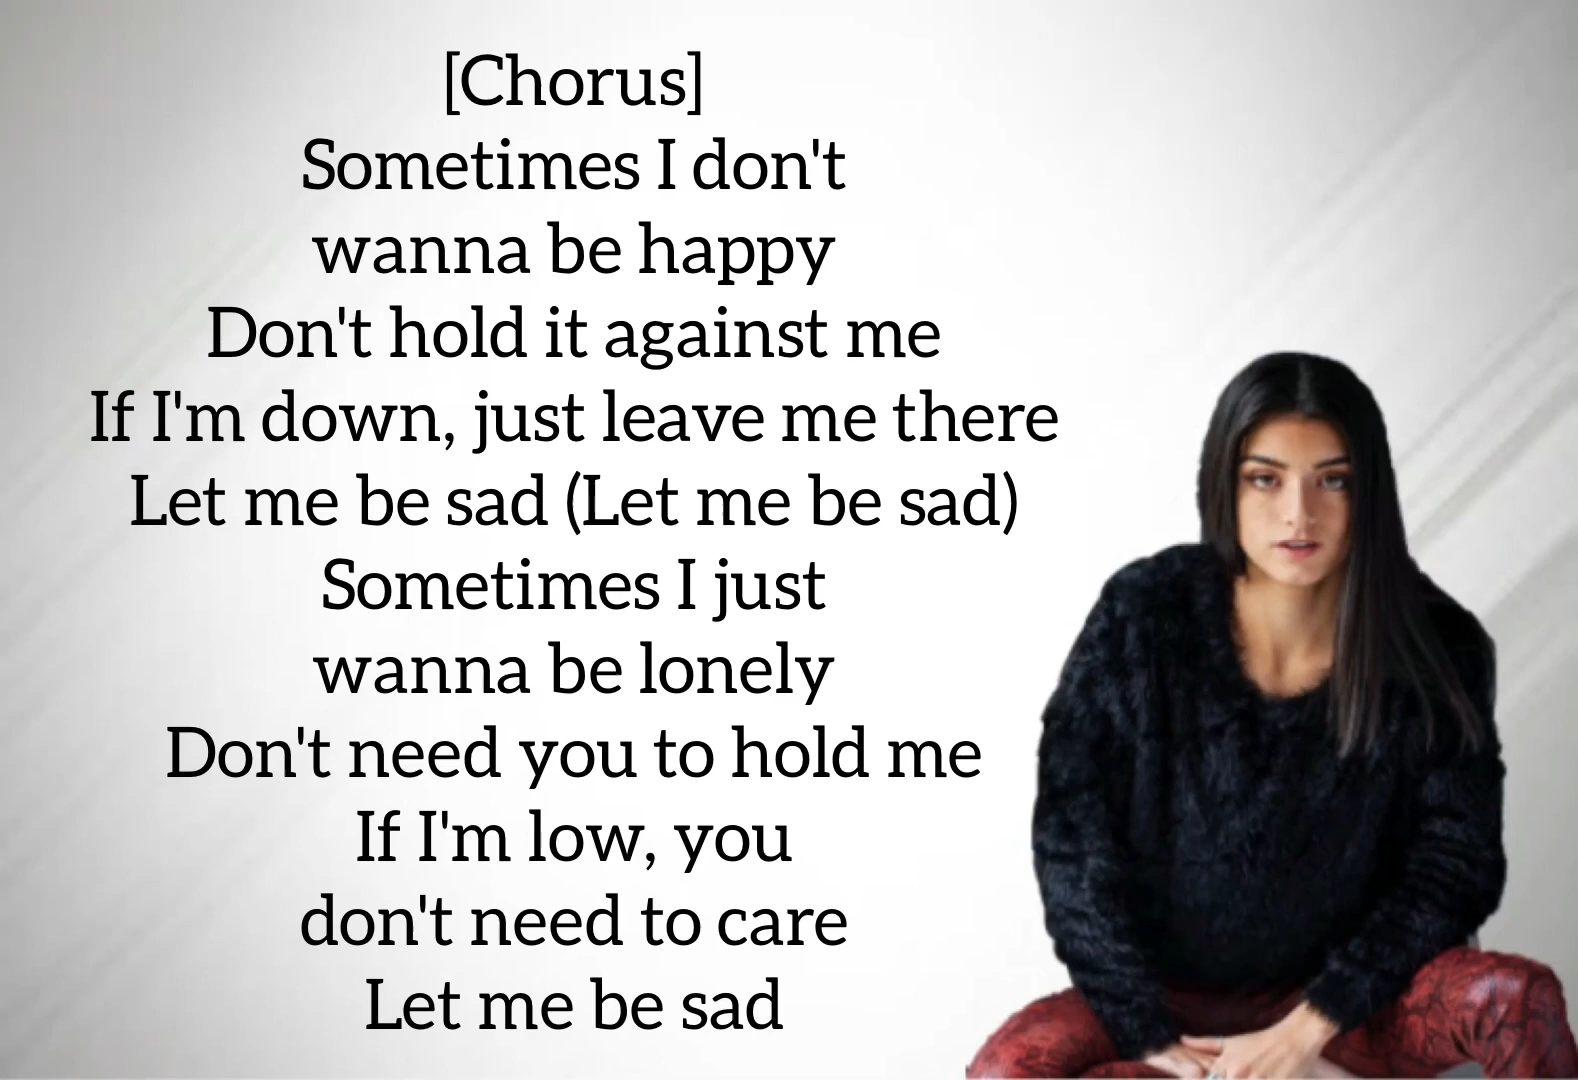 [Chorus]
Sometimes I don't
wanna be happy
Don't hold it against me
If I'm down, just leave me there
Let me be sad (Let me be sad)
Sometimes I just
wanna be lonely
Don't need you to hold me
If I'm low, you
don't need to care
Let me be sad